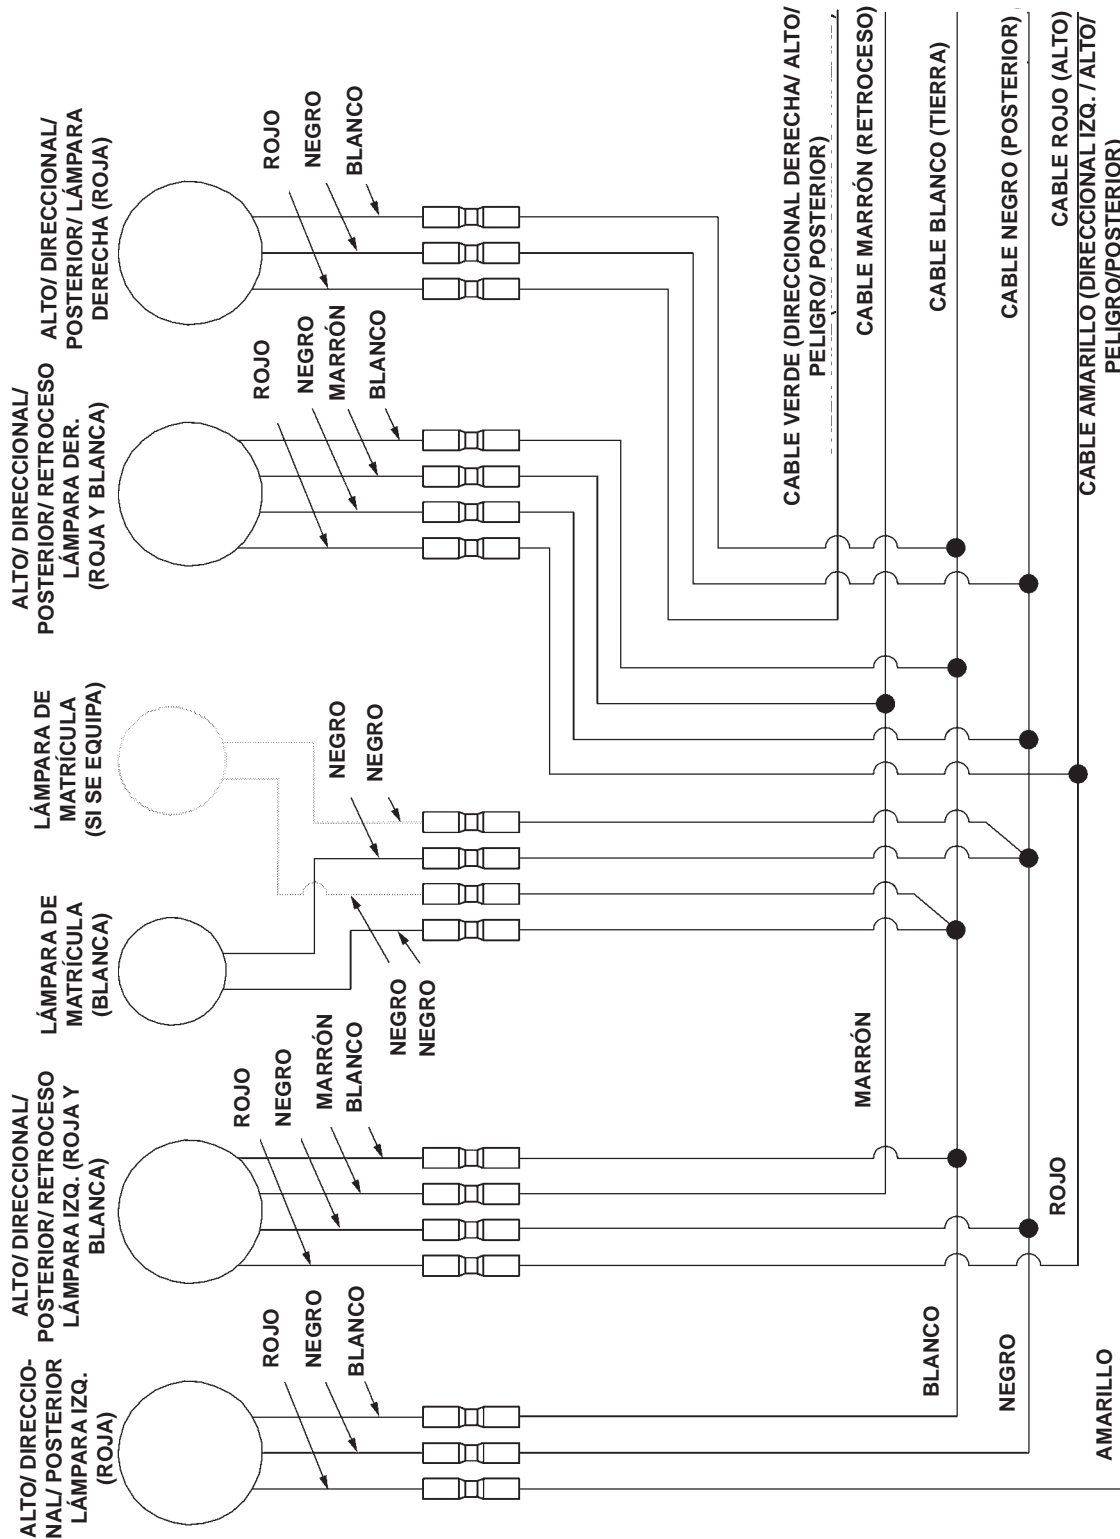 ALTO/ DIRECCIO-
NAL/ POSTERIOR
LÁMPARA IZQ.
(ROJA)
ALTO/ DIRECCIONAL/
POSTERIOR/ RETROCESO
LÁMPARA IZQ. (ROJA Y
BLANCA)
LÁMPARA DE
MATRÍCULA
(BLANCA)
LÁMPARA DE
MATRÍCULA
(SI SE EQUIPA)
ALTO/ DIRECCIONAL/
POSTERIOR/ RETROCESO
LÁMPARA DER.
(ROJA Y BLANCA)
ALTO/ DIRECCIONAL/
POSTERIOR/ LÁMPARA
DERECHA (ROJA)
ROJO
NEGRO
BLANCO
ROJO
NEGRO
MARRÓN
BLANCO
NEGRO
NEGRO
NEGRO
NEGRO
ROJO
NEGRO
MARRÓN
BLANCO
ROJO
NEGRO
BLANCO
CABLE VERDE (DIRECCIONAL DERECHA/ ALTO/
PELIGRO/ POSTERIOR)
MARRÓN
CABLE MARRÓN (RETROCESO)
BLANCO
CABLE BLANCO (TIERRA)
NEGRO
CABLE NEGRO (POSTERIOR)
ROJO
CABLE ROJO (ALTO)
AMARILLO
CABLE AMARILLO (DIRECCIONAL IZQ. / ALTO/
PELIGRO/POSTERIOR)